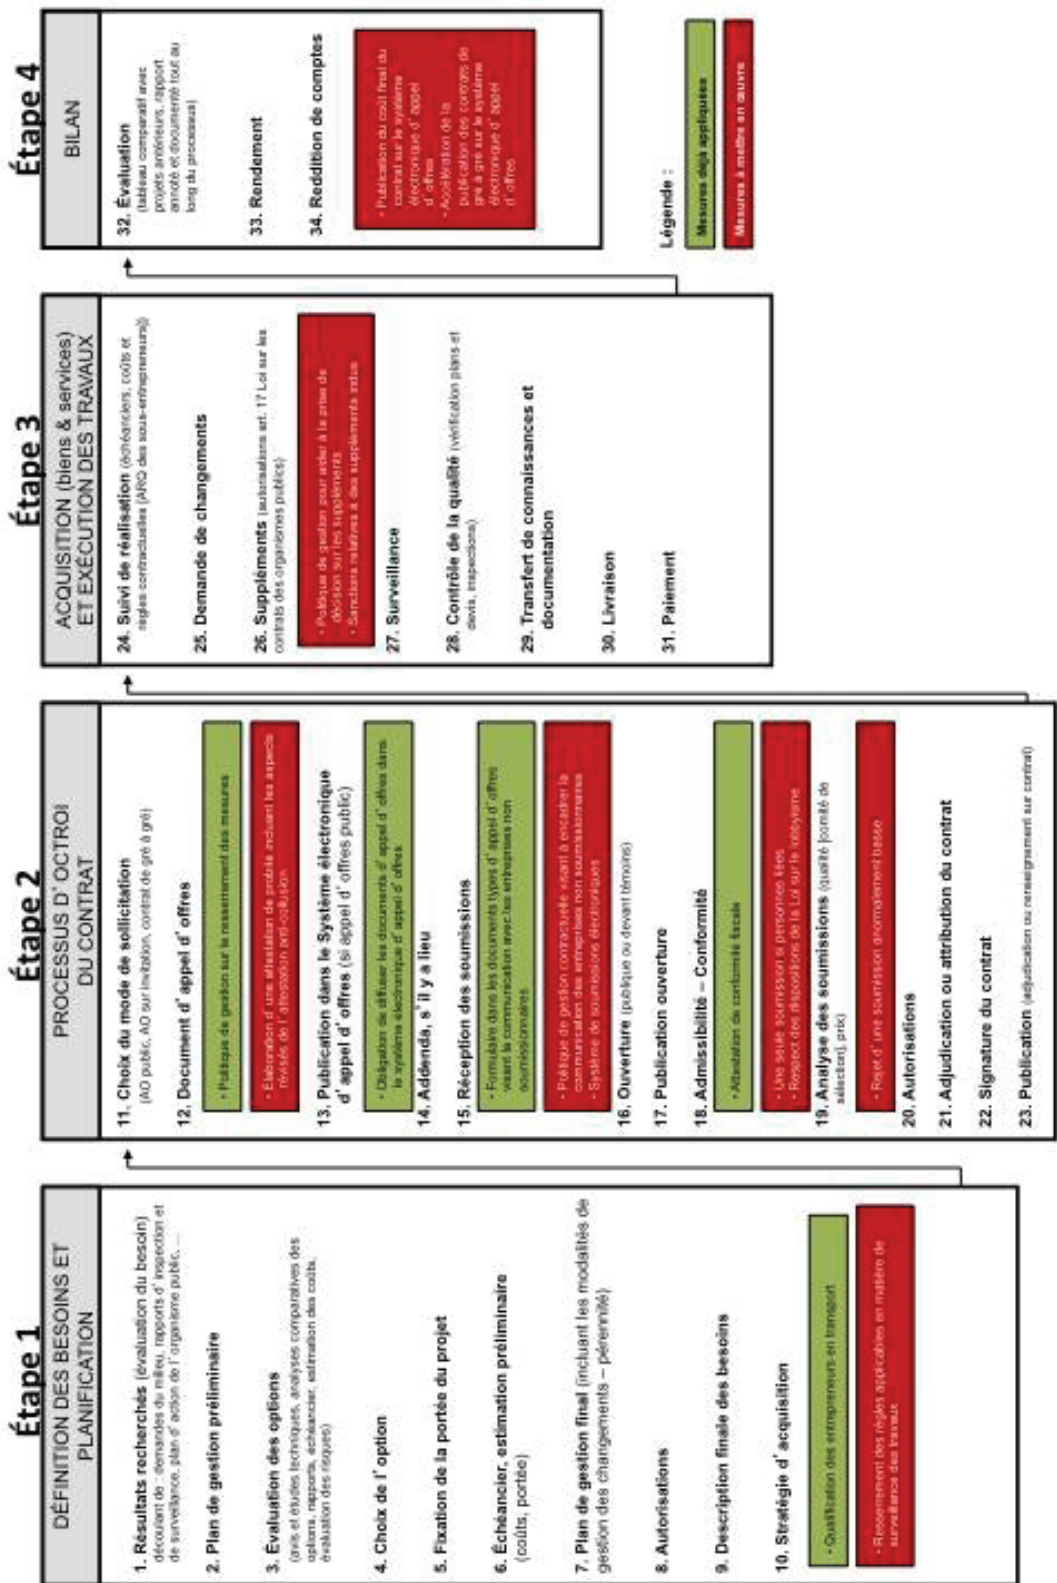 Étape 1
DÉFINITION DES BESOINS ET
PLANIFICATION
1. Résultats recherchés (évaluation du besoin)
découlant de : demandes du milieu, rapports d'inspection et
de surveillance, plan d'action de l'organisme public, ...
2. Plan de gestion préliminaire
3. Évaluation des options
(avis et études techniques, analyses comparatives des
options, rapports, échéancier, estimation des coûts,
évaluation des risques)
4. Choix de l'option
5. Fixation de la portée du projet
6. Échéancier, estimation préliminaire
(coûts, portée)
7. Plan de gestion final (incluant les modalités de
gestion des changements – pérennité)
8. Autorisations
9. Description finale des besoins
10. Stratégie d'acquisition
• Qualification des entrepreneurs en transport
• Resserrement des règles applicables en matière de
surveillance des travaux
Étape 2
PROCESSUS D'OCTROI
DU CONTRAT
11. Choix du mode de sollicitation
(AO public, AO sur invitation, contrat de gré à gré)
12. Document d'appel d'offres
• Politique de gestion sur le resserrement des mesures
• Élaboration d'une attestation de probité incluant les aspects
révisés de l'attestation anti-collusion
13. Publication dans le Système électronique
d'appel d'offres (si appel d'offres public)
• Obligation de diffuser les documents d'appel d'offres dans
le système électronique d'appel d'offres
14. Addenda, s'il y a lieu
15. Réception des soumissions
• Formulaire dans les documents types d'appel d'offres
visant la communication avec les entreprises non
soumissionnaires
• Politique de gestion contractuelle visant à encadrer la
communication des entreprises non soumissionnaires
• Système de soumissions électroniques
16. Ouverture (publique ou devant témoins)
17. Publication ouverture
18. Admissibilité – Conformité
• Attestation de conformité fiscale
• Une seule soumission si personnes liées
• Respect des dispositions de la Loi sur le lobbyisme
19. Analyse des soumissions (qualité [comité de
sélection], prix)
• Rejet d'une soumission anormalement basse
20. Autorisations
21. Adjudication ou attribution du contrat
22. Signature du contrat
23. Publication (adjudication ou renseignement sur contrat)
Étape 3
ACQUISITION (biens & services)
ET EXÉCUTION DES TRAVAUX
24. Suivi de réalisation (échéanciers, coûts et
règles contractuelles (ARQ des sous-entrepreneurs))
25. Demande de changements
26. Suppléments (autorisations art. 17 Loi sur les
contrats des organismes publics)
• Politique de gestion pour aider à la prise de
décision sur les suppléments
• Sanctions relatives à des suppléments indus
27. Surveillance
28. Contrôle de la qualité (vérification plans et
devis, inspections)
29. Transfert de connaissances et
documentation
30. Livraison
31. Paiement
Étape 4
BILAN
32. Évaluation
(tableau comparatif avec
projets antérieurs, rapport
annoté et documenté tout au
long du processus)
33. Rendement
34. Reddition de comptes
• Publication du coût final du
contrat sur le système
électronique d'appel
d'offres
• Accélération de la
publication des contrats de
gré à gré sur le système
électronique d'appel
d'offres
Légende :
Mesures déjà appliquées
Mesures à mettre en œuvre